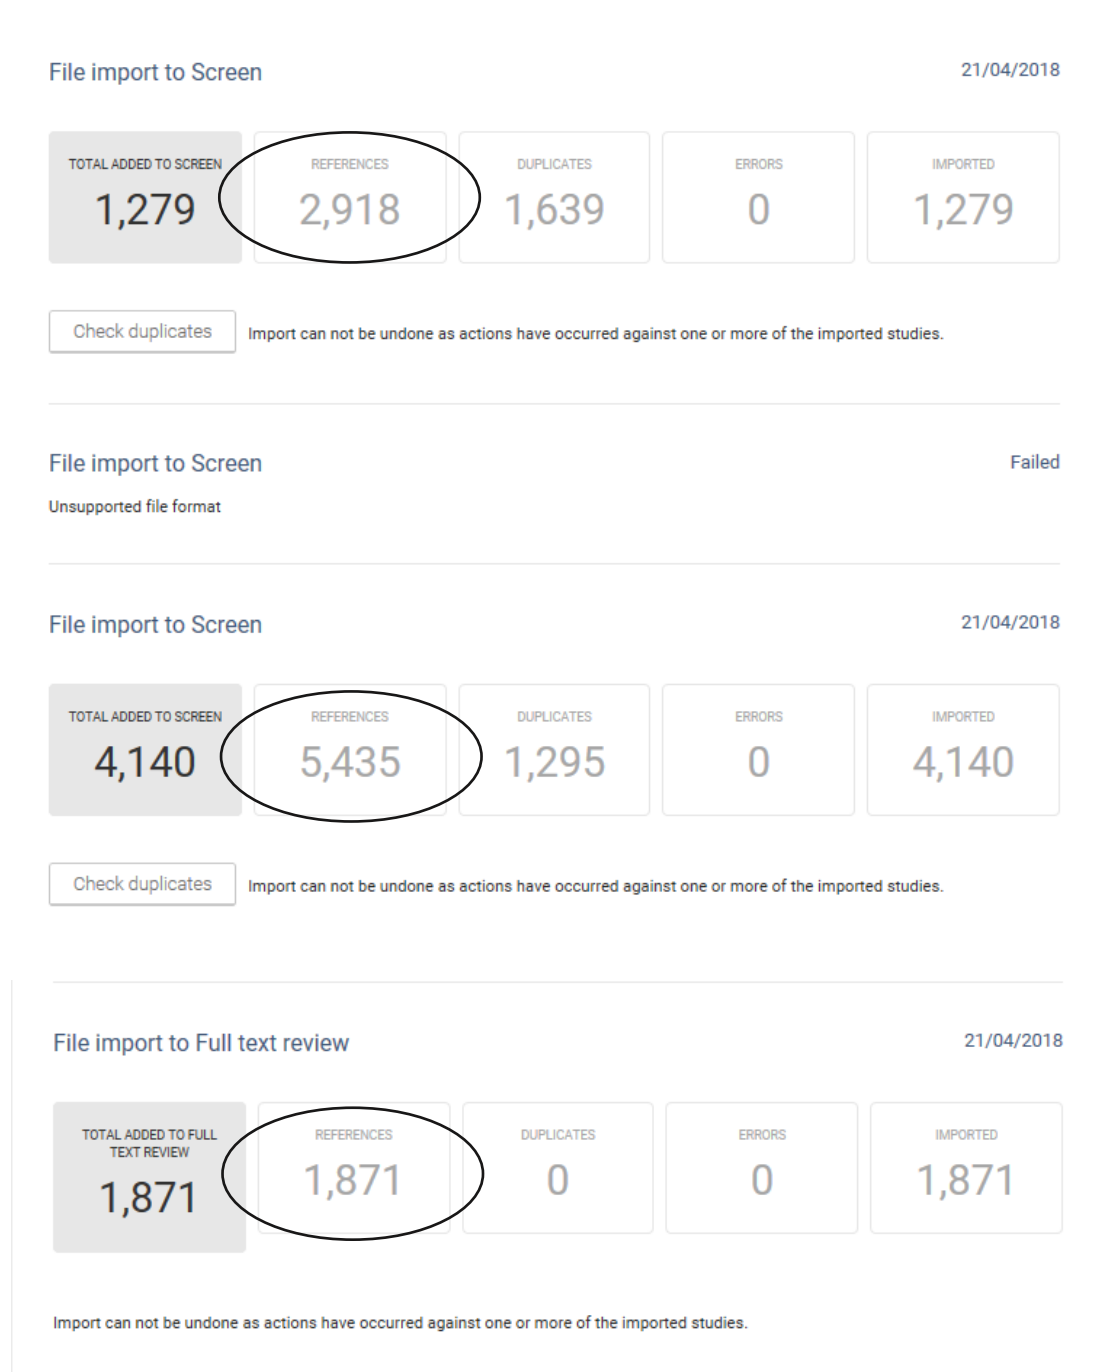 File import to Screen 21/04/2018
TOTAL ADDED TO SCREEN REFERENCES DUPLICATES ERRORS IMPORTED
1,279 2,918 1,639 0 1,279
Check duplicates Import can not be undone as actions have occurred against one or more of the imported studies.
File import to Screen Failed
Unsupported file format
File import to Screen 21/04/2018
TOTAL ADDED TO SCREEN REFERENCES DUPLICATES ERRORS IMPORTED
4,140 5,435 1,295 0 4,140
Check duplicates Import can not be undone as actions have occurred against one or more of the imported studies.
File import to Full text review 21/04/2018
TOTAL ADDED TO FULL REFERENCES DUPLICATES ERRORS IMPORTED
TEXT REVIEW
1,871 1,871 0 0 1,871
Import can not be undone as actions have occurred against one or more of the imported studies.